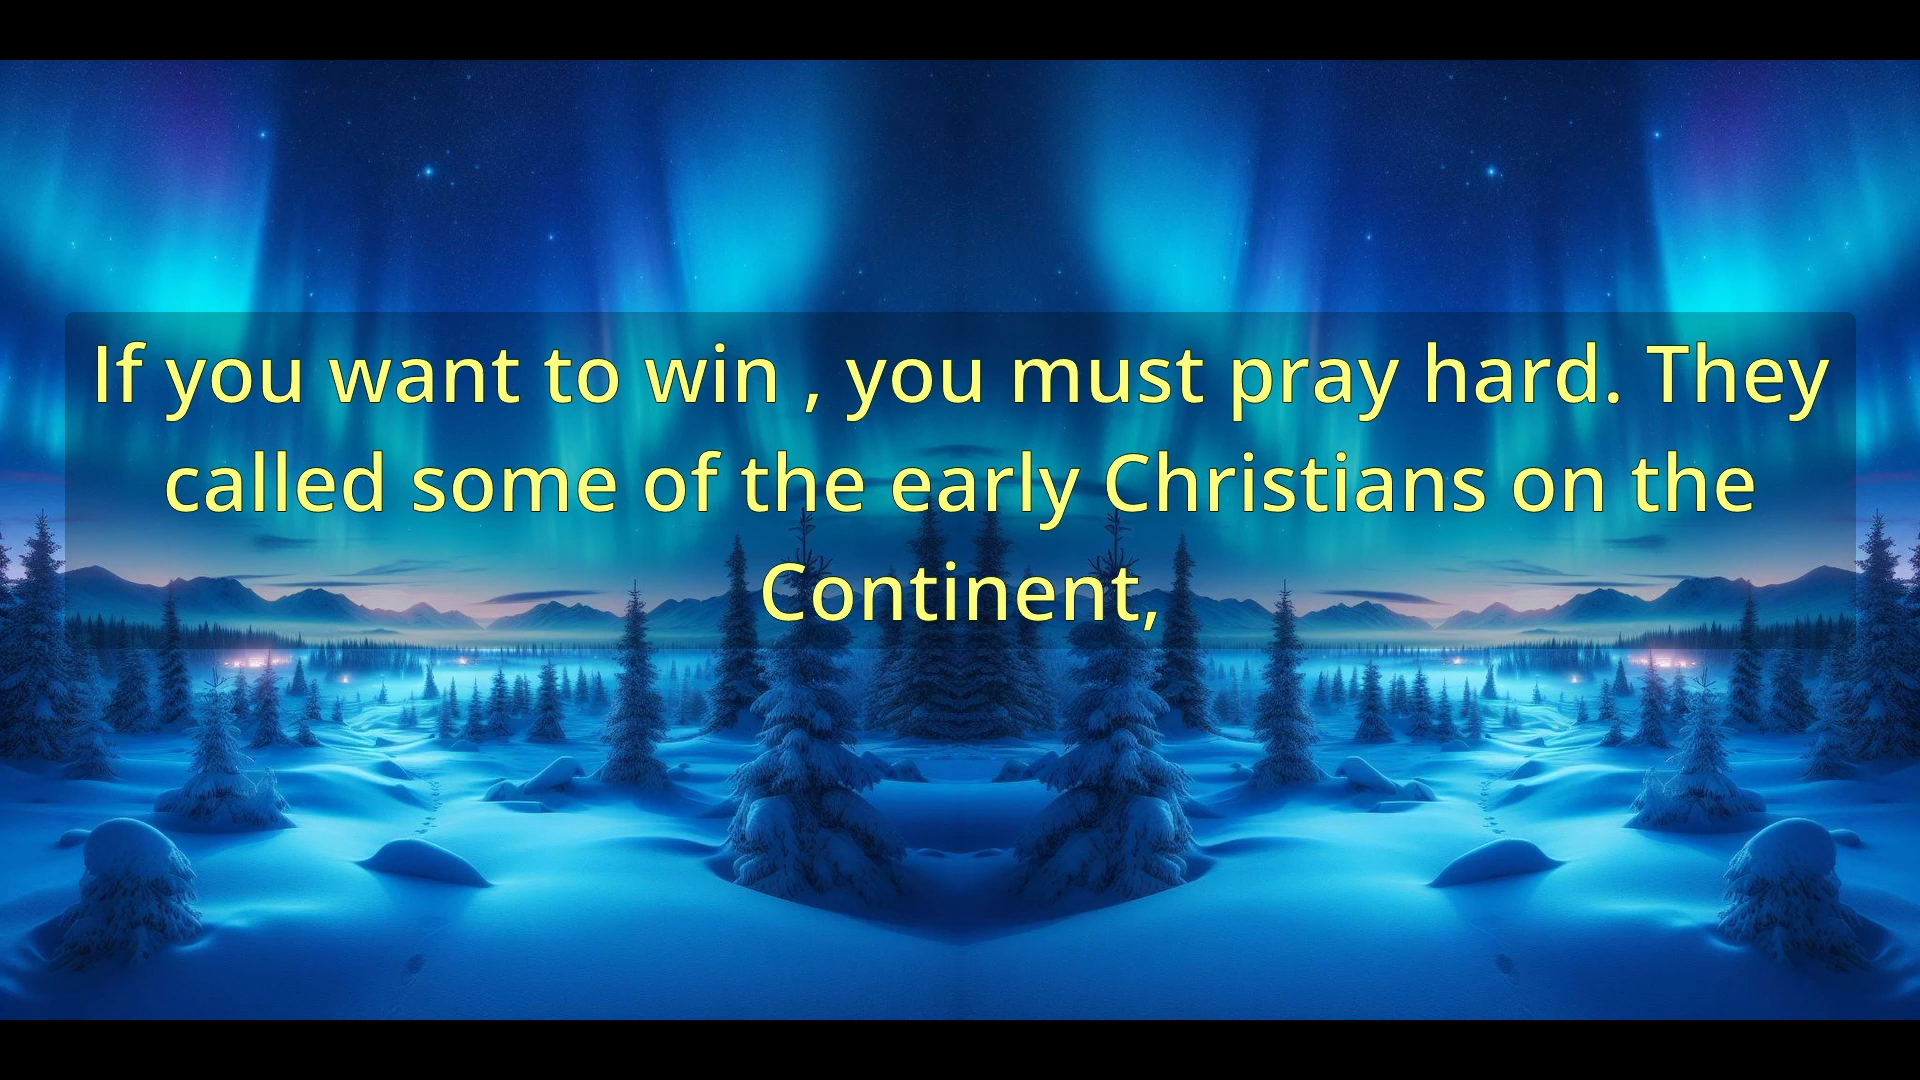 If you want to win , you must pray hard. They
called some of the early Christians on the
Continent,